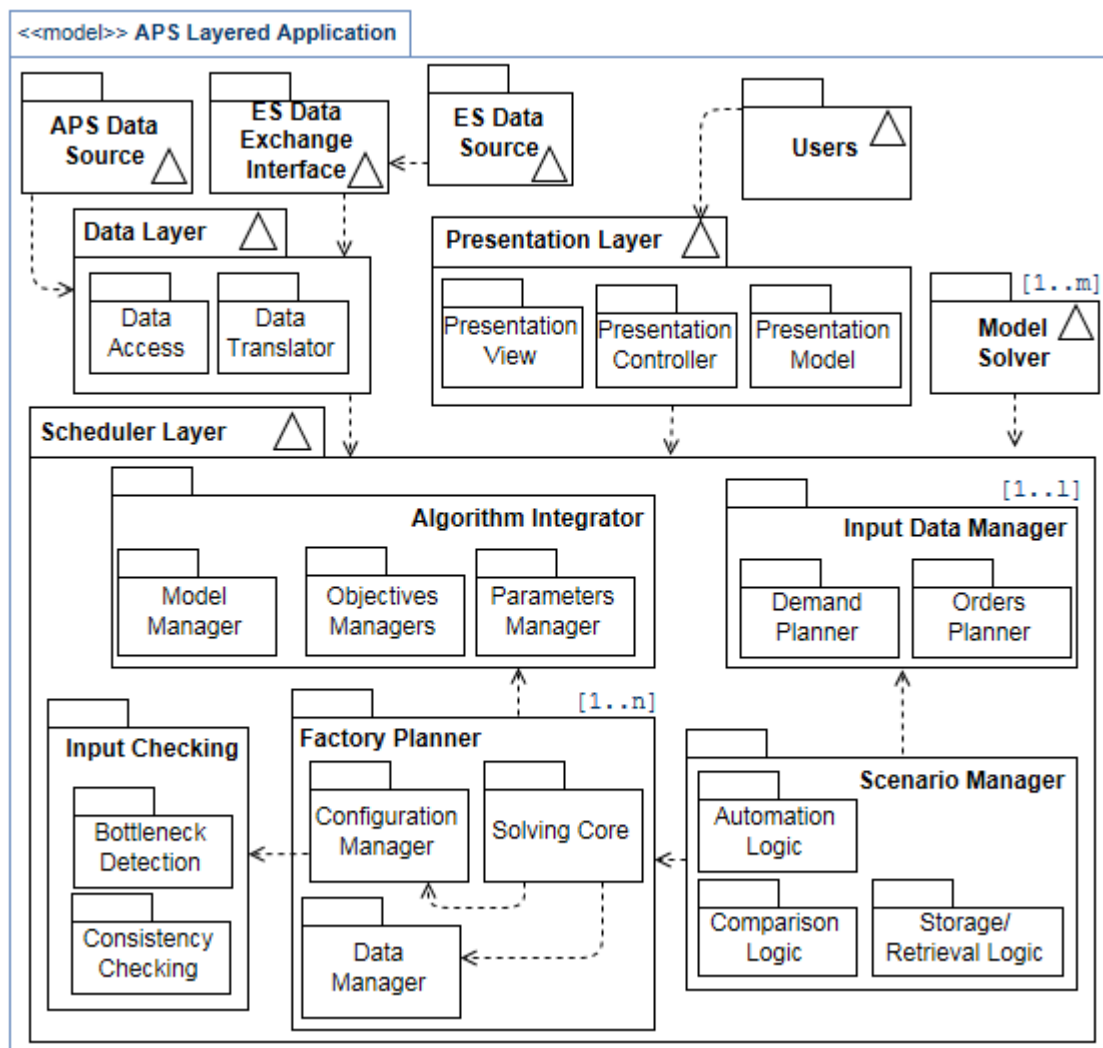 <<model>> APS Layered Application
APS Data
Source
ES Data
Exchange
Interface
ES Data
Source
Users
Data Layer
Data
Access
Data
Translator
Presentation Layer
Presentation
View
Presentation
Controller
Presentation
Model
[1..m]
Model
Solver
Scheduler Layer
Algorithm Integrator
Model
Manager
Objectives
Managers
Parameters
Manager
[1..l]
Input Data Manager
Demand
Planner
Orders
Planner
Input Checking
Bottleneck
Detection
Consistency
Checking
[1..n]
Factory Planner
Configuration
Manager
Solving Core
Data
Manager
Scenario Manager
Automation
Logic
Comparison
Logic
Storage/
Retrieval Logic